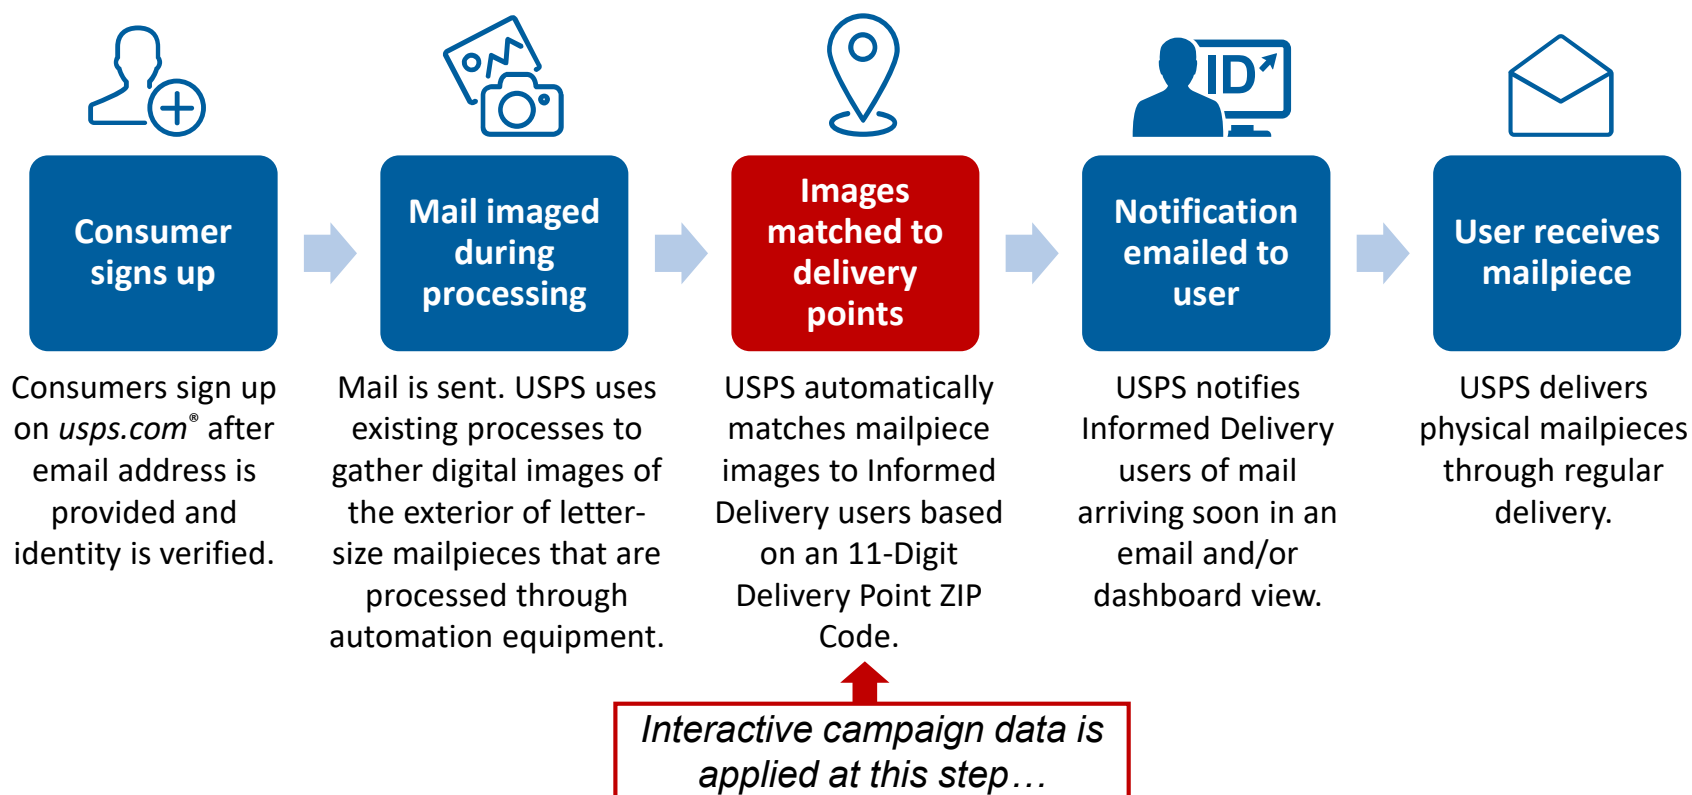 ID
Consumer
signs up
Mail imaged
during
processing
Images
matched to
delivery
points
Notification
emailed to
user
User receives
mailpiece
Consumers sign up
on usps.com® after
email address is
provided and
identity is verified.
Mail is sent. USPS uses
existing processes to
gather digital images of
the exterior of letter-
size mailpieces that are
processed through
automation equipment.
USPS automatically
matches mailpiece
images to Informed
Delivery users based
on an 11-Digit
Delivery Point ZIP
Code.
USPS notifies
Informed Delivery
users of mail
arriving soon in an
email and/or
dashboard view.
USPS delivers
physical mailpieces
through regular
delivery.
Interactive campaign data is
applied at this step…